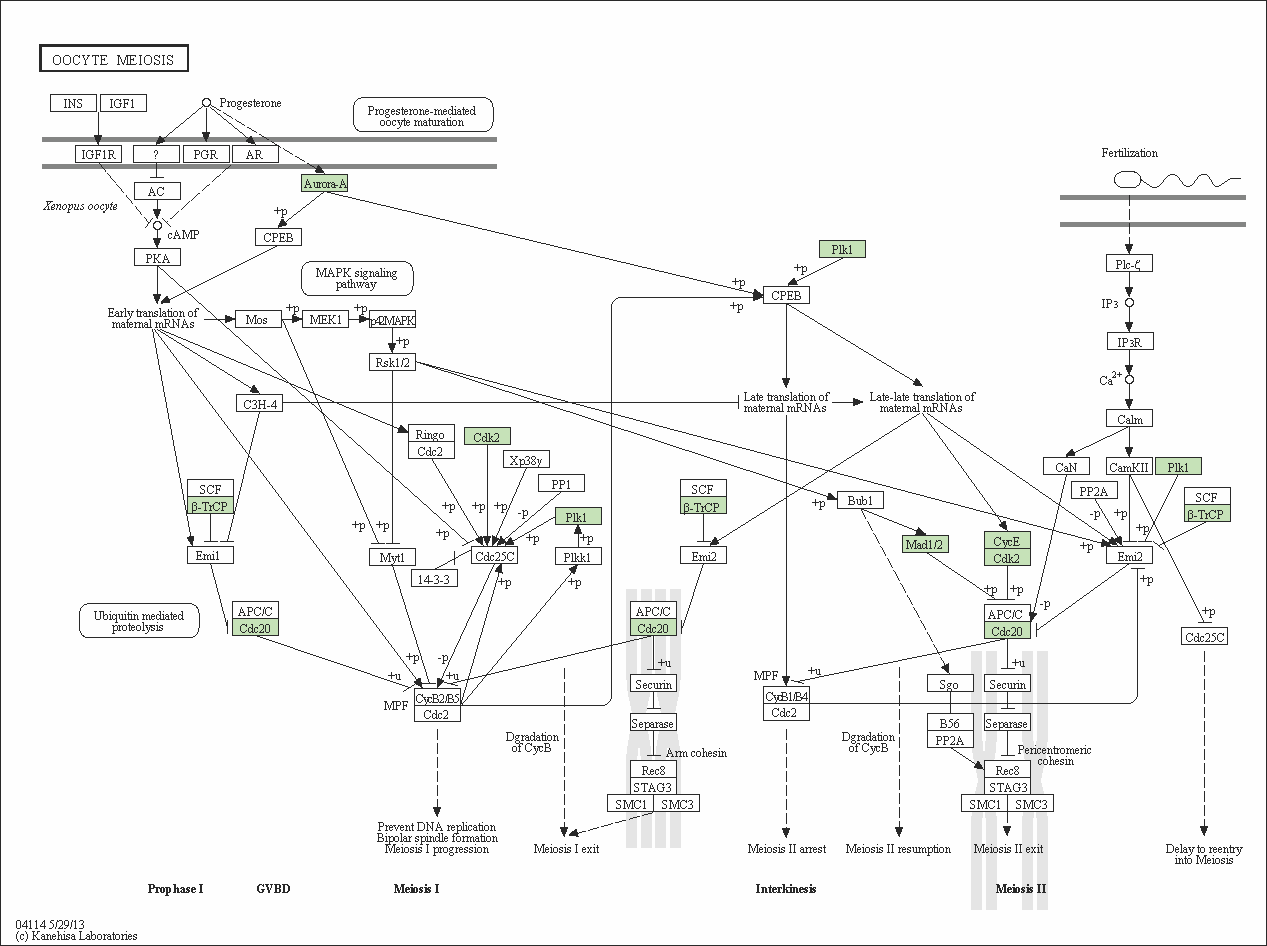 OOCYTE MEIOSIS
INS
IGF1
Progesterone
Progesterone-mediated
oocyte maturation
IGF1R
?
PGR
AR
Fertilization
AC
Aurora-A
Xenopus oocyte
+p
cAMP
CPEB
PKA
Plk1
+p
Plc-ζ
MAPK signaling
pathway
+p
CPEB
+p
IP3
Early translation of
maternal mRNAs
Mos
+p
MEK1
+p
p42MAPK
+p
Rsk1/2
IP3R
Ca2+
C3H-4
Late translation of
maternal mRNAs
Late-late translation of
maternal mRNAs
Calm
Ringo
Cdc2
Cdk2
Xp38γ
PP1
CaN
CamKII
Plk1
SCF
β-TrCP
+p
+p
+p
+p
+p
-p
+p
Plk1
+p
SCF
β-TrCP
Bub1
+p
PP2A
-p
+p
+p
SCF
β-TrCP
Emi1
Myt1
Cdc25C
Plkk1
Emi2
Mad1/2
CycE
Cdk2
+p
Emi2
+p
14-3-3
+p
+p
+p
+p
-p
+p
Ubiquitin mediated
proteolysis
APC/C
Cdc20
APC/C
Cdc20
APC/C
Cdc20
Cdc25C
+p
-p
+u
+u
+u
+u
+u
MPF
CycB2/B5
Cdc2
Securin
MPF
CycB1/B4
Cdc2
Sgo
Securin
Separase
B56
PP2A
Separase
Dgradation
of CycB
Arm cohesin
Dgradation
of CycB
Pericentromeric
cohesin
Rec8
STAG3
SMC1
SMC3
Rec8
STAG3
SMC1
SMC3
Prevent DNA replication
Bipolar spindle formation
Meiosis I progression
Meiosis I exit
Meiosis II arrest
Meiosis II resumption
Meiosis II exit
Delay to reentry
into Meiosis
Prophase I
GVBD
Meiosis I
Interkinesis
Meiosis II
04114 5/29/13
(c) Kanehisa Laboratories